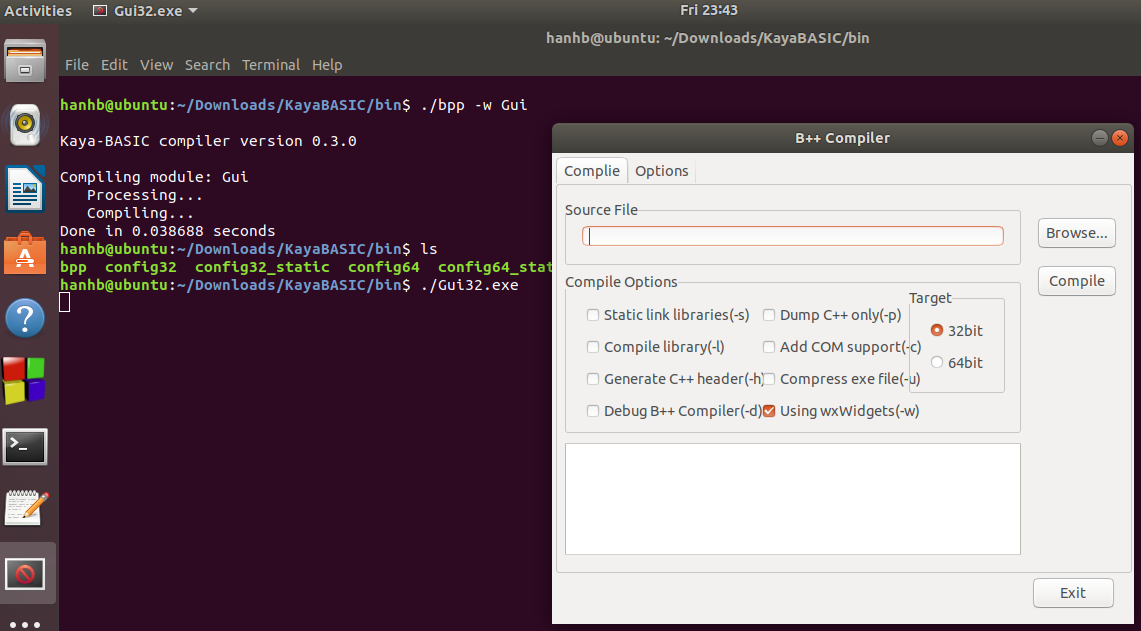 Activities Gui32.exe Fri 23:43
hanhb@ubuntu: ~/Downloads/KayaBASIC/bin
File Edit View Search Terminal Help
hanhb@ubuntu:~/Downloads/KayaBASIC/bin$ ./bpp -w Gui
Kaya-BASIC compiler version 0.3.0
Compiling module: Gui
Processing...
Compiling...
Done in 0.038688 seconds
hanhb@ubuntu:~/Downloads/KayaBASIC/bin$ ls
bpp config32 config32_static config64 config64_stat
hanhb@ubuntu:~/Downloads/KayaBASIC/bin$ ./Gui32.exe
B++ Compiler
Complie Options
Source File
Browse...
Compile
Compile Options
Target
Static link libraries(-s) Dump C++ only(-p)
32bit
Compile library(-l) Add COM support(-c)
64bit
Generate C++ header(-h) Compress exe file(-u)
Debug B++ Compiler(-d) Using wxWidgets(-w)
Exit